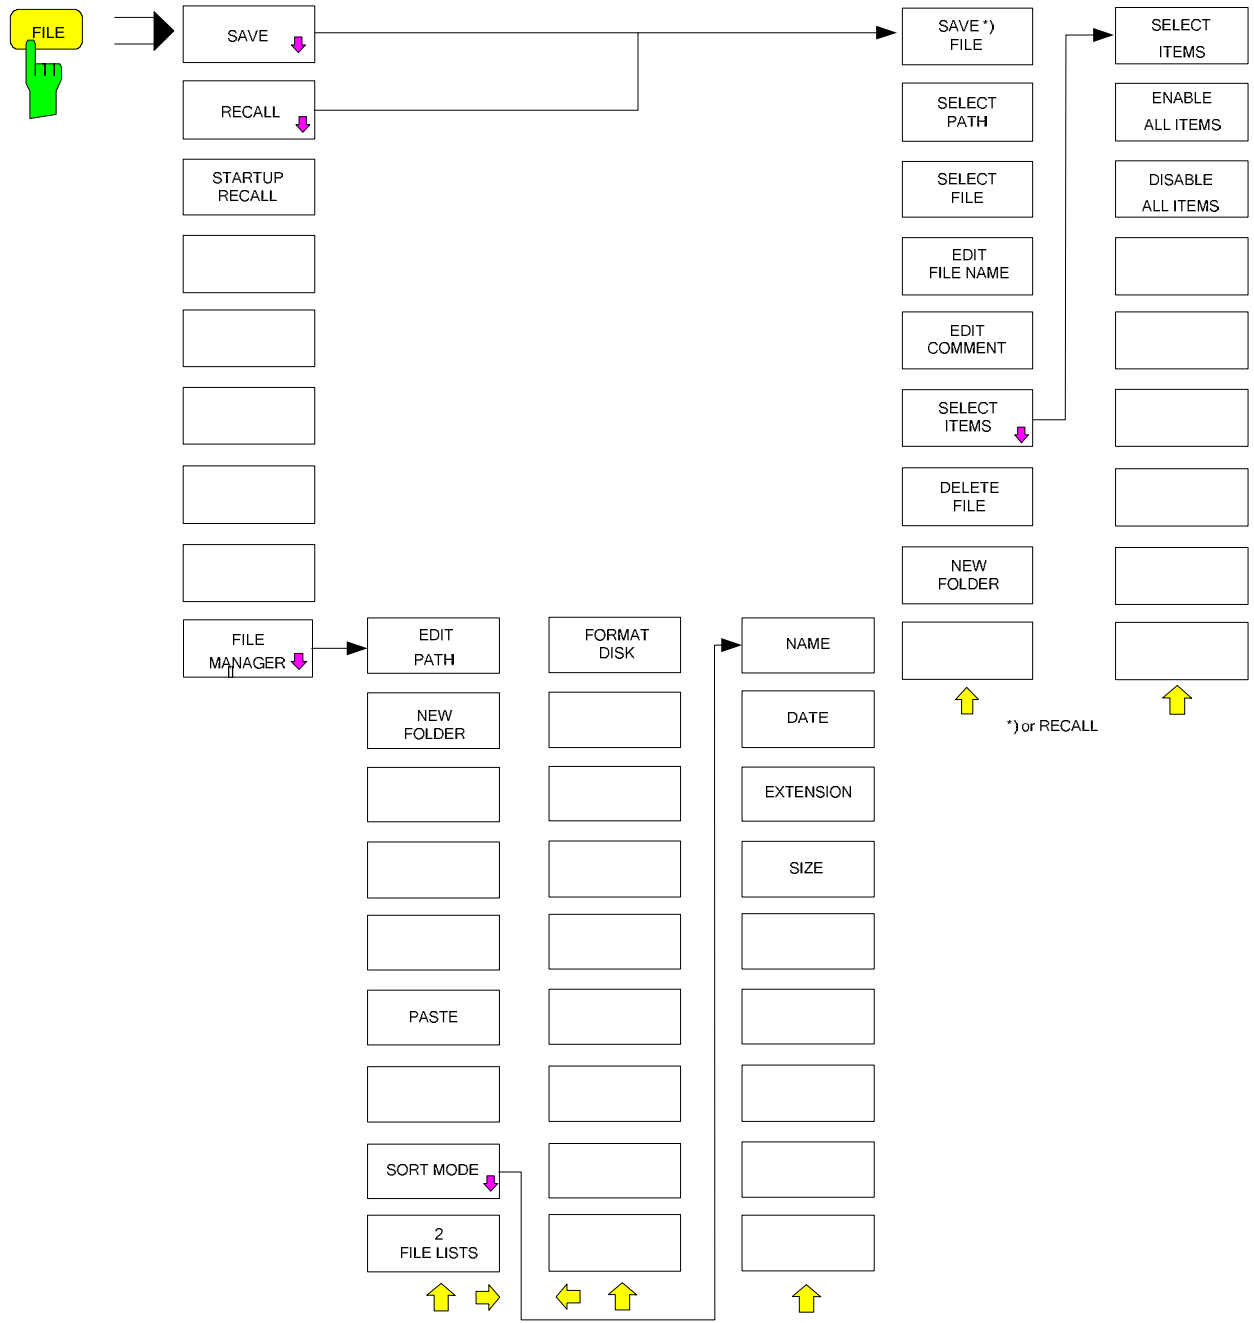 FILE
SAVE
RECALL
STARTUP
RECALL
FILE
MANAGER
EDIT
PATH
NEW
FOLDER
PASTE
SORT MODE
2
FILE LISTS
FORMAT
DISK
NAME
DATE
EXTENSION
SIZE
SAVE *)
FILE
SELECT
PATH
SELECT
FILE
EDIT
FILE NAME
EDIT
COMMENT
SELECT
ITEMS
DELETE
FILE
NEW
FOLDER
*) or RECALL
SELECT
ITEMS
ENABLE
ALL ITEMS
DISABLE
ALL ITEMS